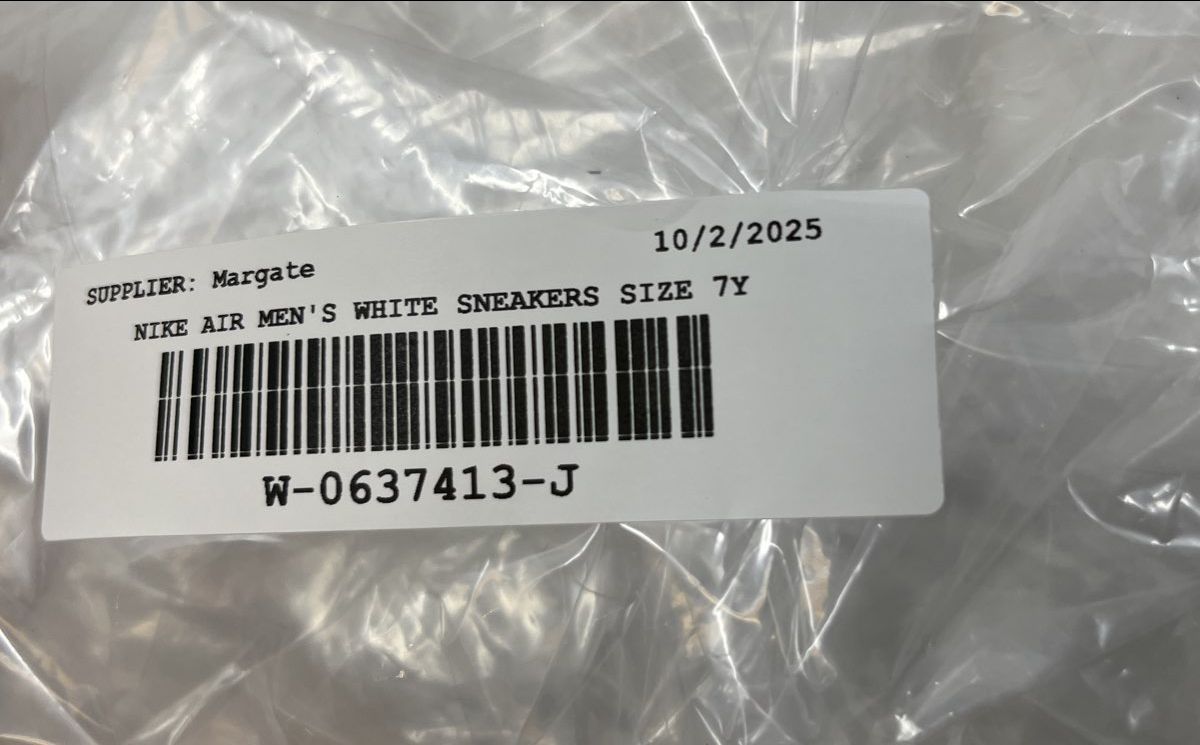 10/2/2025
SUPPLIER: Margate
NIKE AIR MEN'S WHITE SNEAKERS SIZE 7Y
W-0637413-J